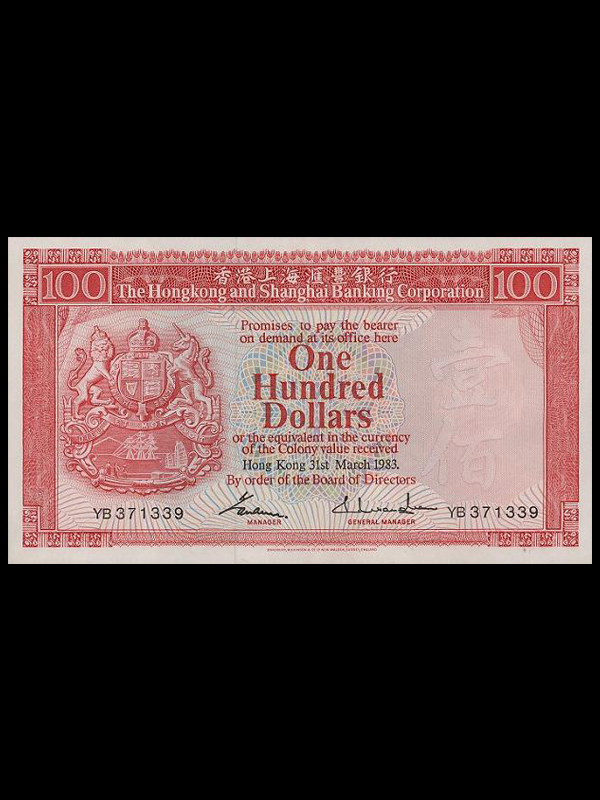 香港上海滙豐銀行
100 The Hongkong and Shanghai Banking Corporation 100
Promises to pay the bearer
on demand at its office here
One
Hundred
Dollars
or the equivalent in the currency
of the Colony value received
Hong Kong 31st March 1983.
By order of the Board of Directors
壹
佰
YB 371339
YB 371339
MANAGER
GENERAL MANAGER